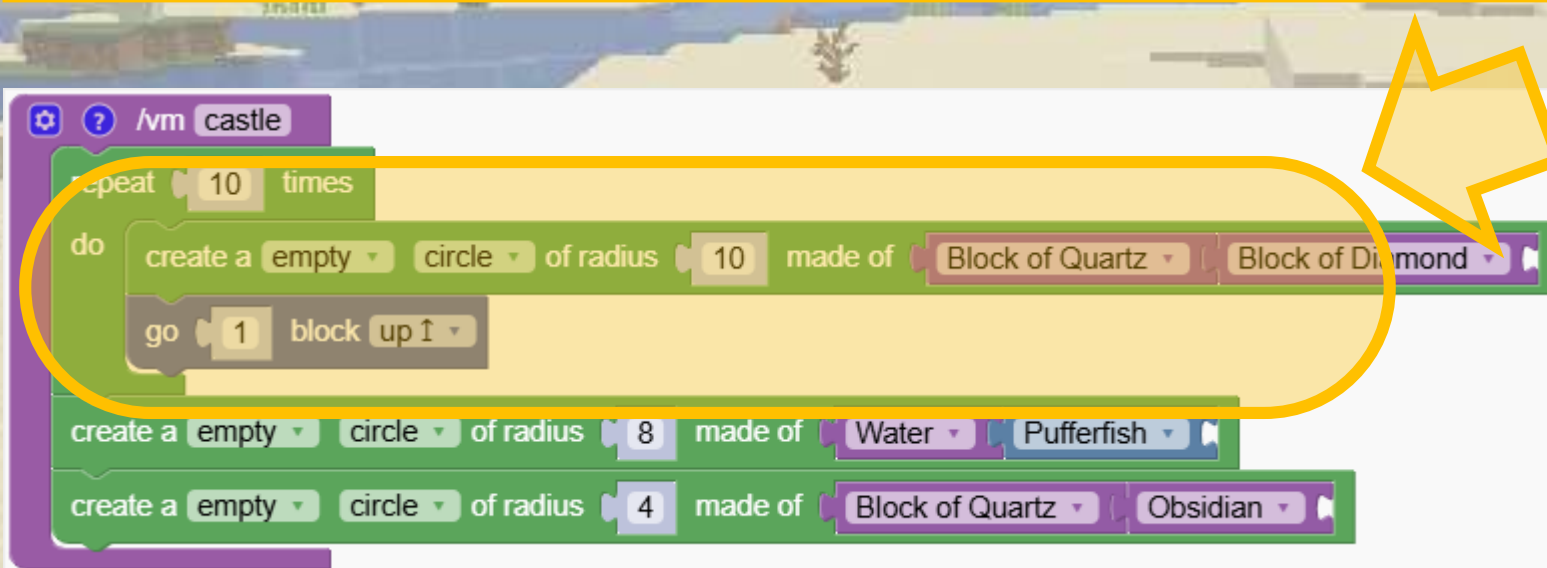 /vm castle
repeat 10 times
do create a empty circle of radius 10 made of Block of Quartz Block of Diamond
go 1 block up ↥
create a empty circle of radius 8 made of Water Pufferfish
create a empty circle of radius 4 made of Block of Quartz Obsidian